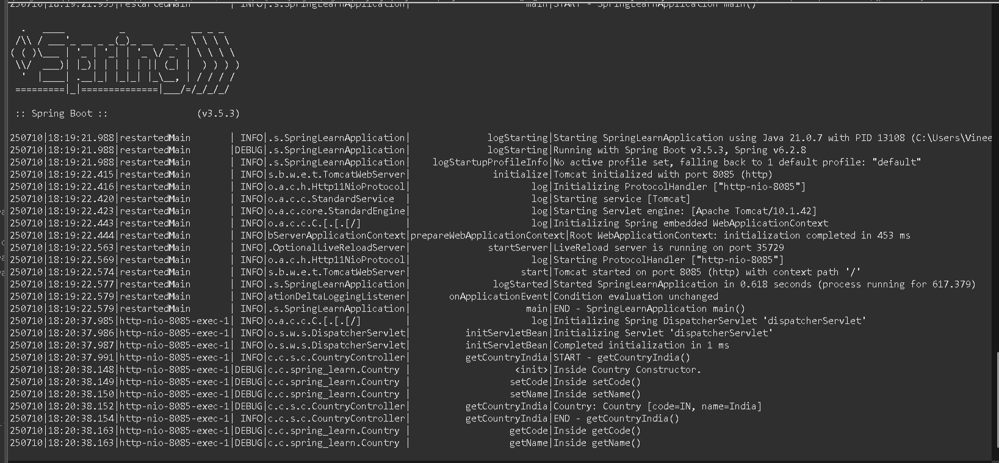 250710|18:19:21.955|restartedMain        | INFO|.s.SpringLearnApplication|                      main|START - SpringLearnApplication main()
  .   ____          _            __ _ _
 /\\ / ___'_ __ _ _(_)_ __  __ _ \ \ \ \
( ( )\___ | '_ | '_| | '_ \/ _` | \ \ \ \
 \\/  ___)| |_)| | | | | || (_| |  ) ) ) )
  '  |____| .__|_| |_|_| |_\__, | / / / /
 =========|_|==============|___/=/_/_/_/
 :: Spring Boot ::                (v3.5.3)
250710|18:19:21.988|restartedMain       | INFO|.s.SpringLearnApplication|              logStarting|Starting SpringLearnApplication using Java 21.0.7 with PID 13108 (C:\Users\Vinee
250710|18:19:21.988|restartedMain       |DEBUG|.s.SpringLearnApplication|              logStarting|Running with Spring Boot v3.5.3, Spring v6.2.8
250710|18:19:21.988|restartedMain       | INFO|.s.SpringLearnApplication|    logStartupProfileInfo|No active profile set, falling back to 1 default profile: "default"
250710|18:19:22.415|restartedMain       | INFO|s.b.w.e.t.TomcatWebServer|               initialize|Tomcat initialized with port 8085 (http)
250710|18:19:22.416|restartedMain       | INFO|o.a.c.h.Http11NioProtocol|                      log|Initializing ProtocolHandler ["http-nio-8085"]
250710|18:19:22.420|restartedMain       | INFO|o.a.c.c.StandardService  |                      log|Starting service [Tomcat]
250710|18:19:22.423|restartedMain       | INFO|o.a.c.core.StandardEngine|                      log|Starting Servlet engine: [Apache Tomcat/10.1.42]
250710|18:19:22.443|restartedMain       | INFO|o.a.c.c.C.[.[.[/]        |                      log|Initializing Spring embedded WebApplicationContext
250710|18:19:22.444|restartedMain       | INFO|bServerApplicationContext|prepareWebApplicationContext|Root WebApplicationContext: initialization completed in 453 ms
250710|18:19:22.563|restartedMain       | INFO|.OptionalLiveReloadServer|              startServer|LiveReload server is running on port 35729
250710|18:19:22.569|restartedMain       | INFO|o.a.c.h.Http11NioProtocol|                      log|Starting ProtocolHandler ["http-nio-8085"]
250710|18:19:22.574|restartedMain       | INFO|s.b.w.e.t.TomcatWebServer|                    start|Tomcat started on port 8085 (http) with context path '/'
250710|18:19:22.577|restartedMain       | INFO|.s.SpringLearnApplication|               logStarted|Started SpringLearnApplication in 0.618 seconds (process running for 617.379)
250710|18:19:22.579|restartedMain       | INFO|ationDeltaLoggingListener|       onApplicationEvent|Condition evaluation unchanged
250710|18:19:22.579|restartedMain       | INFO|.s.SpringLearnApplication|                     main|END - SpringLearnApplication main()
250710|18:20:37.985|http-nio-8085-exec-1| INFO|o.a.c.c.C.[.[.[/]        |                      log|Initializing Spring DispatcherServlet 'dispatcherServlet'
250710|18:20:37.986|http-nio-8085-exec-1| INFO|o.s.w.s.DispatcherServlet|          initServletBean|Initializing Servlet 'dispatcherServlet'
250710|18:20:37.987|http-nio-8085-exec-1| INFO|o.s.w.s.DispatcherServlet|          initServletBean|Completed initialization in 1 ms
250710|18:20:37.991|http-nio-8085-exec-1| INFO|c.c.s.c.CountryController|          getCountryIndia|START - getCountryIndia()
250710|18:20:38.148|http-nio-8085-exec-1|DEBUG|c.c.spring_learn.Country |                   <init>|Inside Country Constructor.
250710|18:20:38.149|http-nio-8085-exec-1|DEBUG|c.c.spring_learn.Country |                  setCode|Inside setCode()
250710|18:20:38.150|http-nio-8085-exec-1|DEBUG|c.c.spring_learn.Country |                  setName|Inside setName()
250710|18:20:38.152|http-nio-8085-exec-1|DEBUG|c.c.s.c.CountryController|          getCountryIndia|Country: Country [code=IN, name=India]
250710|18:20:38.154|http-nio-8085-exec-1| INFO|c.c.s.c.CountryController|          getCountryIndia|END - getCountryIndia()
250710|18:20:38.163|http-nio-8085-exec-1|DEBUG|c.c.spring_learn.Country |                  getCode|Inside getCode()
250710|18:20:38.163|http-nio-8085-exec-1|DEBUG|c.c.spring_learn.Country |                  getName|Inside getName()